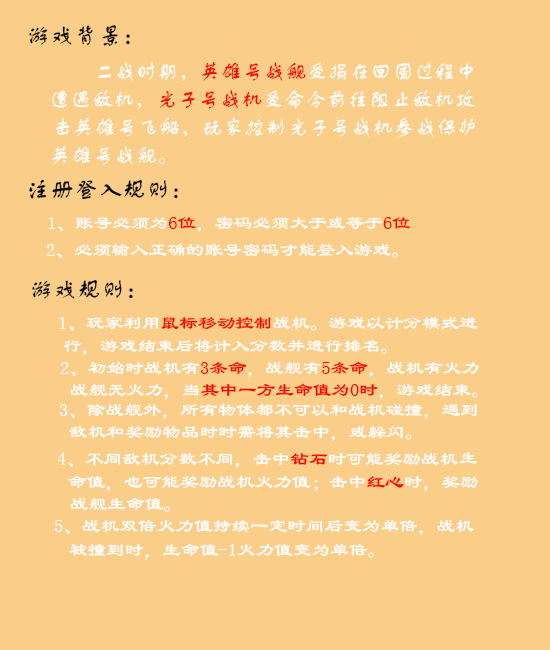 游戏背景：
二战时期，英雄号战舰受损在回国过程中
遭遇敌机，光子号战机受命令前往阻止敌机攻
击英雄号飞船，玩家控制光子号战机参战保护
英雄号战舰。
注册登入规则：
1、账号必须为6位，密码必须大于或等于6位
2、必须输入正确的账号密码才能登入游戏。
游戏规则：
1、玩家利用鼠标移动控制战机。游戏以计分模式进
行，游戏结束后将计入分数并进行排名。
2、初始时战机有3条命，战舰有5条命，战机有火力
战舰无火力，当其中一方生命值为0时，游戏结束。
3、除战舰外，所有物体都不可以和战机碰撞，遇到
敌机和奖励物品时时需将其击中，或躲闪。
4、不同敌机分数不同，击中钻石时可能奖励战机生
命值，也可能奖励战机火力值；击中红心时，奖励
战舰生命值。
5、战机双倍火力值持续一定时间后变为单倍，战机
被撞到时，生命值-1火力值变为单倍。